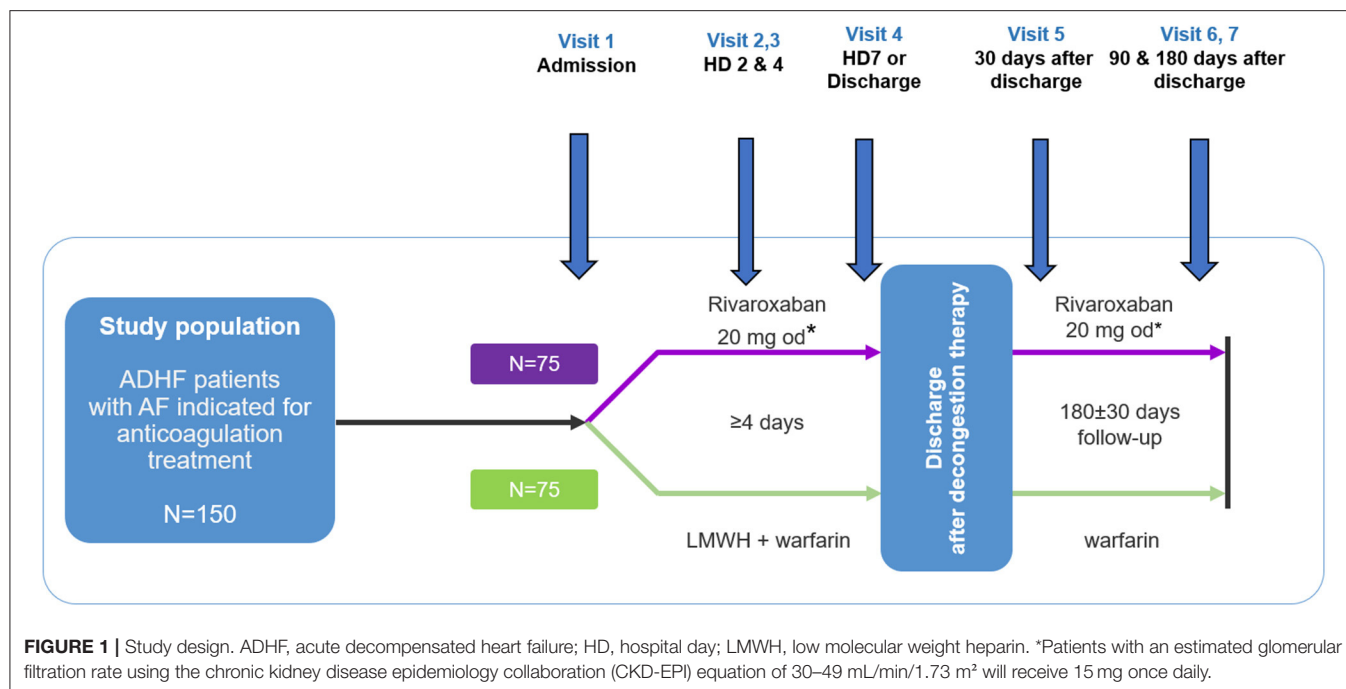 Visit 1
Admission
Visit 2,3
HD 2 & 4
Visit 4
HD7 or
Discharge
Visit 5
30 days after
discharge
Visit 6, 7
90 & 180 days after
discharge
Study population
ADHF patients
with AF indicated for
anticoagulation
treatment
N=150
N=75
N=75
Rivaroxaban
20 mg od*
≥4 days
LMWH + warfarin
Discharge
after decongestion therapy
Rivaroxaban
20 mg od*
180±30 days
follow-up
warfarin
FIGURE 1 | Study design. ADHF, acute decompensated heart failure; HD, hospital day; LMWH, low molecular weight heparin. *Patients with an estimated glomerular
filtration rate using the chronic kidney disease epidemiology collaboration (CKD-EPI) equation of 30–49 mL/min/1.73 m² will receive 15 mg once daily.